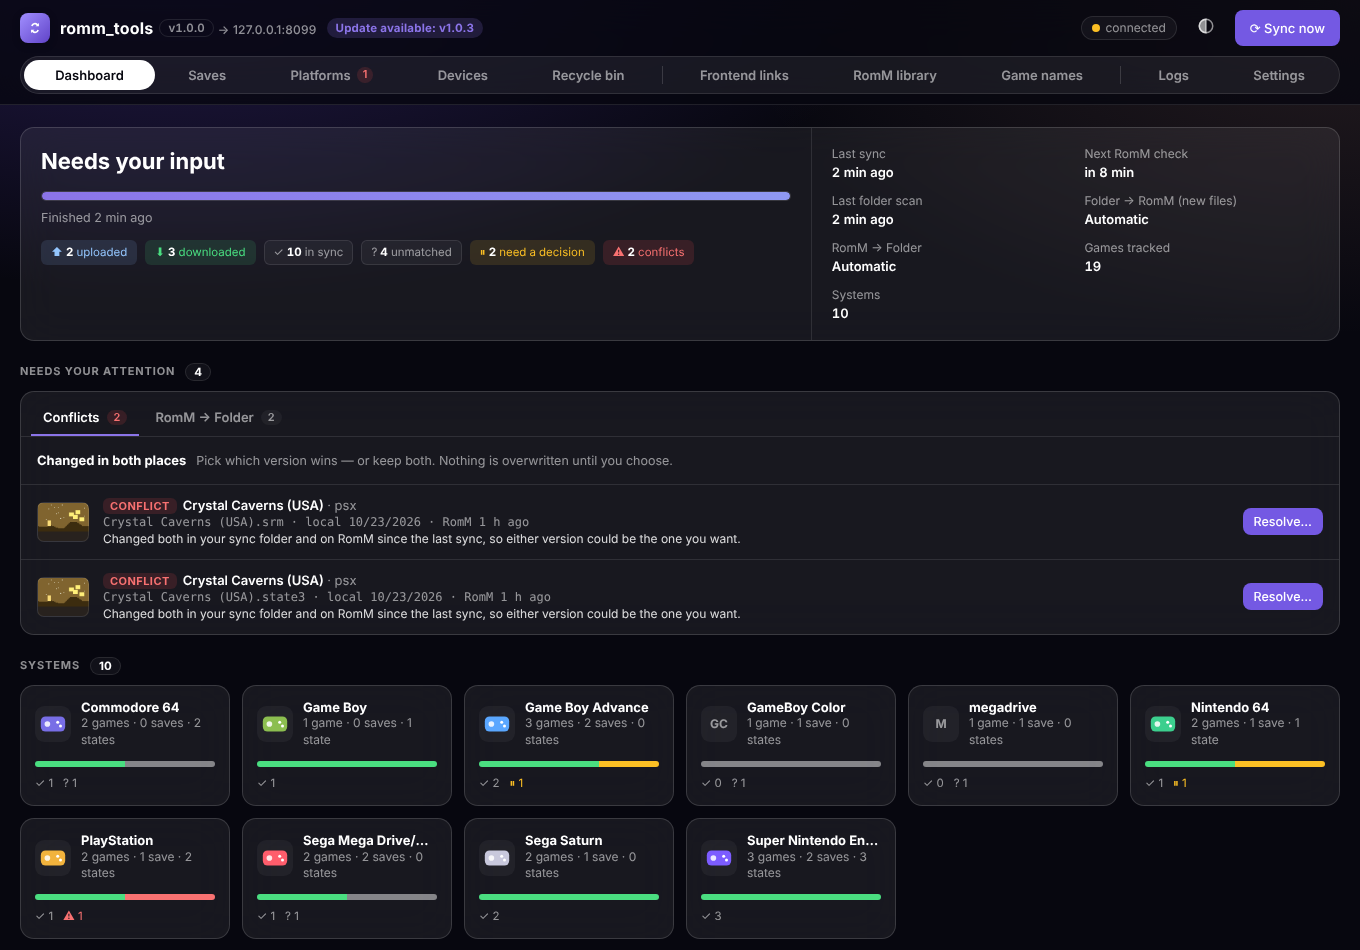 romm_tools v1.0.0 → 127.0.0.1:8099 Update available: v1.0.3
connected
⟳ Sync now
Dashboard Saves Platforms 1 Devices Recycle bin Frontend links RomM library Game names Logs Settings
Needs your input
Finished 2 min ago
⬆ 2 uploaded ⬇ 3 downloaded ✓ 10 in sync ? 4 unmatched ⏸ 2 need a decision ⚠ 2 conflicts
Last sync
2 min ago
Next RomM check
in 8 min
Last folder scan
2 min ago
Folder → RomM (new files)
Automatic
RomM → Folder
Automatic
Games tracked
19
Systems
10
NEEDS YOUR ATTENTION 4
Conflicts 2 RomM → Folder 2
Changed in both places Pick which version wins — or keep both. Nothing is overwritten until you choose.
CONFLICT Crystal Caverns (USA) · psx
Crystal Caverns (USA).srm · local 10/23/2026 · RomM 1 h ago
Changed both in your sync folder and on RomM since the last sync, so either version could be the one you want.
Resolve...
CONFLICT Crystal Caverns (USA) · psx
Crystal Caverns (USA).state3 · local 10/23/2026 · RomM 1 h ago
Changed both in your sync folder and on RomM since the last sync, so either version could be the one you want.
Resolve...
SYSTEMS 10
Commodore 64
2 games · 0 saves · 2
states
✓ 1 ? 1
Game Boy
1 game · 0 saves · 1
state
✓ 1
Game Boy Advance
3 games · 2 saves · 0
states
✓ 2 ⏸ 1
GC
GameBoy Color
1 game · 1 save · 0
states
✓ 0 ? 1
M
megadrive
1 game · 1 save · 0
states
✓ 0 ? 1
Nintendo 64
2 games · 1 save · 1
state
✓ 1 ⏸ 1
PlayStation
2 games · 1 save · 2
states
✓ 1 ⚠ 1
Sega Mega Drive/...
2 games · 2 saves · 0
states
✓ 1 ? 1
Sega Saturn
2 games · 1 save · 0
states
✓ 2
Super Nintendo En...
3 games · 2 saves · 3
states
✓ 3